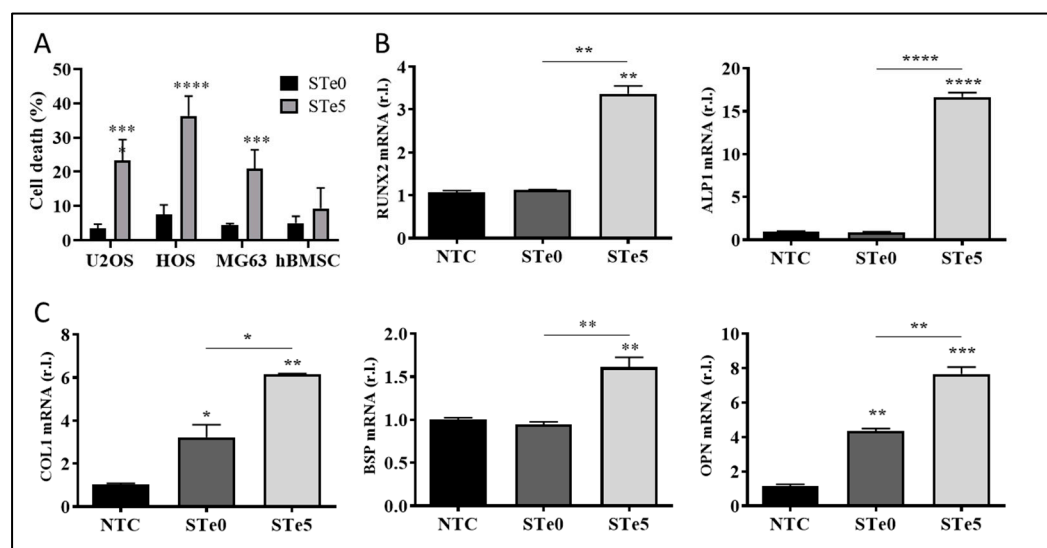 A
Cell death (%)
50
40
30
20
10
0
STe0
STe5
***
*
****
***
U2OS HOS MG63 hBMSC
B
RUNX2 mRNA (r.l.)
4
3
2
1
0
**
**
NTC STe0 STe5
ALP1 mRNA (r.l.)
20
15
10
5
0
****
****
NTC STe0 STe5
C
COL1 mRNA (r.l.)
8
6
4
2
0
*
**
*
NTC STe0 STe5
BSP mRNA (r.l.)
2.0
1.5
1.0
0.5
0.0
**
**
NTC STe0 STe5
OPN mRNA (r.l.)
10
8
6
4
2
0
**
***
**
NTC STe0 STe5